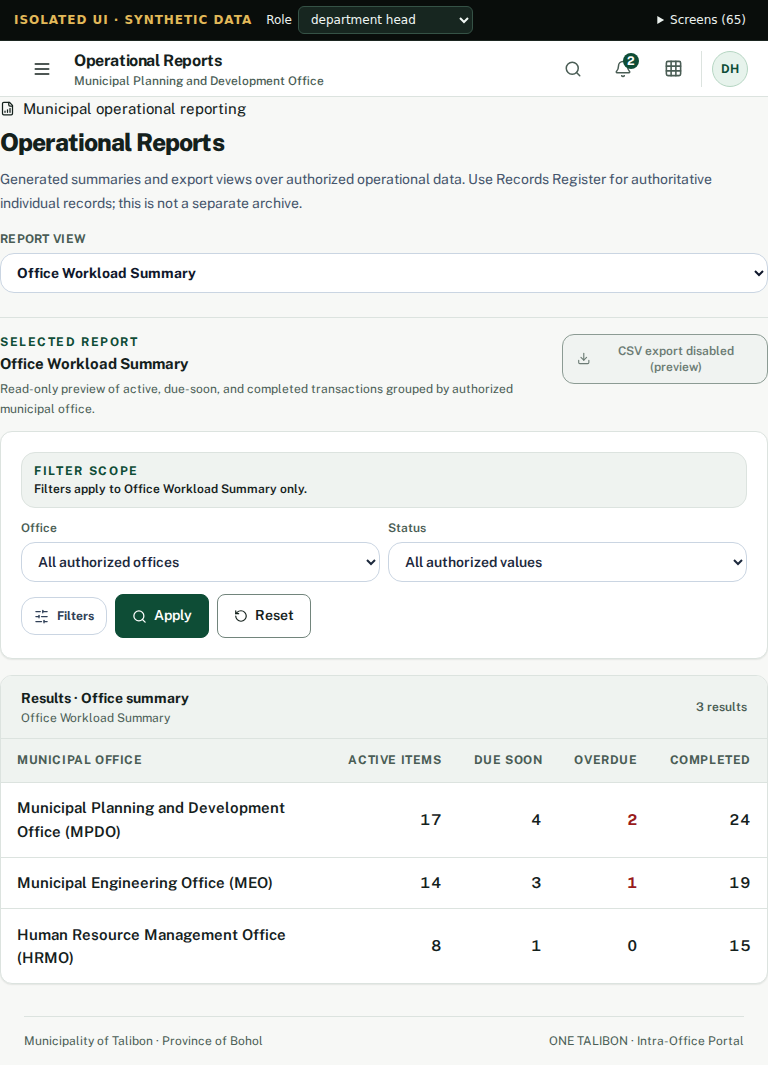 ISOLATED UI · SYNTHETIC DATA Role department head Screens (65)
Operational Reports
Municipal Planning and Development Office
2
DH
Municipal operational reporting
Operational Reports
Generated summaries and export views over authorized operational data. Use Records Register for authoritative
individual records; this is not a separate archive.
REPORT VIEW
Office Workload Summary
SELECTED REPORT
Office Workload Summary
Read-only preview of active, due-soon, and completed transactions grouped by authorized
municipal office.
CSV export disabled
(preview)
FILTER SCOPE
Filters apply to Office Workload Summary only.
Office Status
All authorized offices All authorized values
Filters Apply Reset
Results · Office summary
Office Workload Summary
3 results
MUNICIPAL OFFICE ACTIVE ITEMS DUE SOON OVERDUE COMPLETED
Municipal Planning and Development
Office (MPDO)
17 4 2 24
Municipal Engineering Office (MEO) 14 3 1 19
Human Resource Management Office
(HRMO)
8 1 0 15
Municipality of Talibon · Province of Bohol ONE TALIBON · Intra-Office Portal